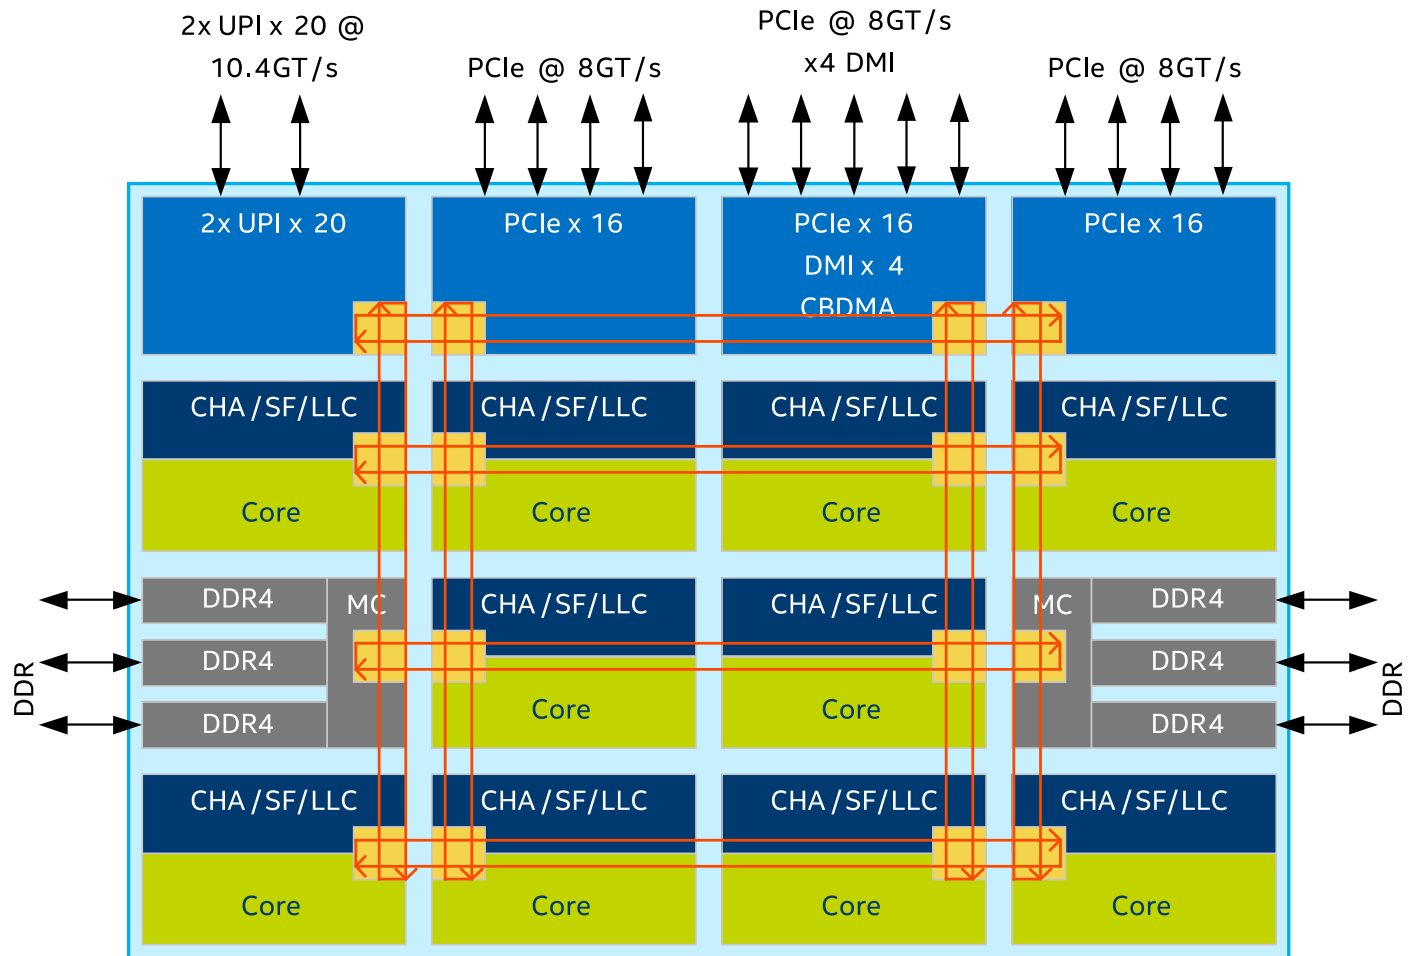 2x UPI x 20 @
10.4GT/s
PCIe @ 8GT/s
PCIe @ 8GT/s
x4 DMI
PCIe @ 8GT/s
2x UPI x 20
PCIe x 16
PCIe x 16
DMI x 4
CBDMA
PCIe x 16
CHA/SF/LLC
CHA/SF/LLC
CHA/SF/LLC
CHA/SF/LLC
Core
Core
Core
Core
DDR
DDR4
DDR4
DDR4
MC
CHA/SF/LLC
Core
CHA/SF/LLC
Core
MC
DDR4
DDR4
DDR4
DDR
CHA/SF/LLC
CHA/SF/LLC
CHA/SF/LLC
CHA/SF/LLC
Core
Core
Core
Core